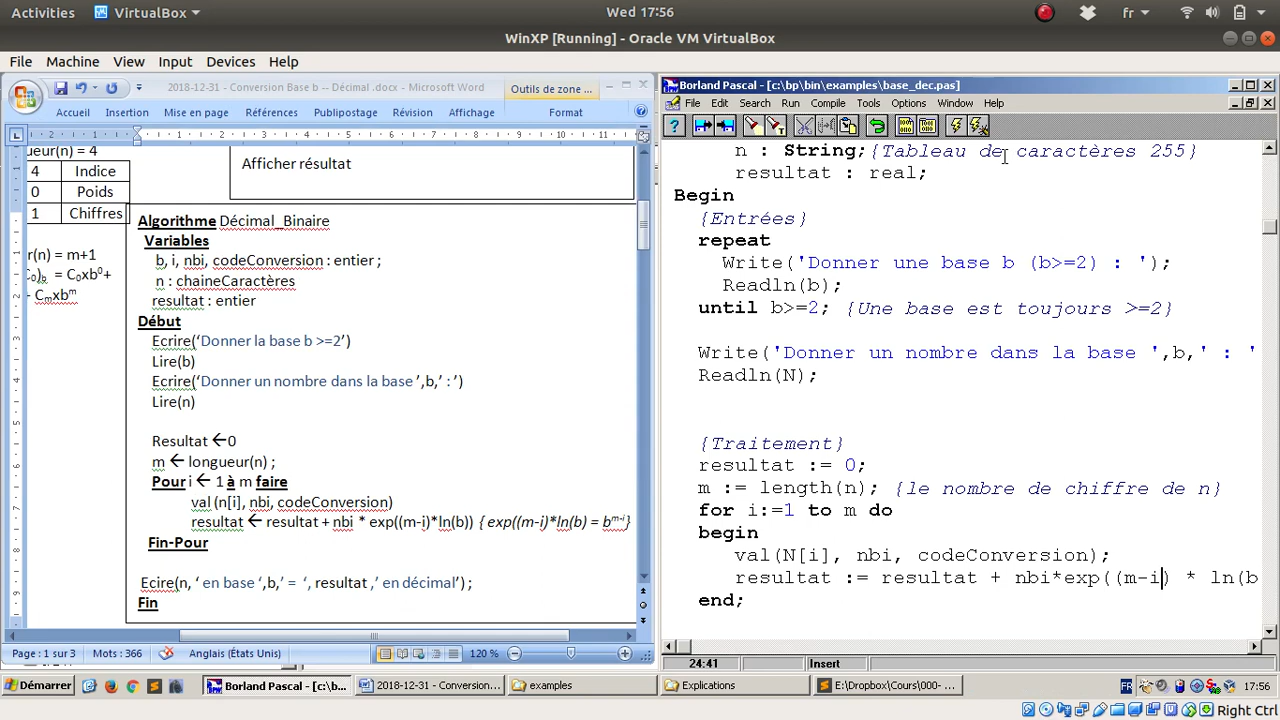 Activities VirtualBox Wed 17:56 fr
WinXP [Running] - Oracle VM VirtualBox
File Machine View Input Devices Help
2018-12-31 - Conversion Base b -- Décimal .docx - Microsoft Word Outils de zone ...
Accueil Insertion Mise en page Références Publipostage Révision Affichage Format
ueur(n) = 4
4 Indice
0 Poids
1 Chiffres
r(n) = m+1
C₀)b = C₀xb⁰+
Cₘxbᵐ
Afficher résultat
Algorithme Décimal_Binaire
Variables
b, i, nbi, codeConversion : entier ;
n : chaineCaractères
resultat : entier
Début
Ecrire('Donner la base b >=2')
Lire(b)
Ecrire('Donner un nombre dans la base ',b,' :')
Lire(n)
Resultat ←0
m ← longueur(n) ;
Pour i ← 1 à m faire
val (n[i], nbi, codeConversion)
resultat ← resultat + nbi * exp((m-i)*ln(b)) { exp((m-i)*ln(b) = bᵐ⁻ⁱ}
Fin-Pour
Ecire(n, ' en base ',b,' = ', resultat ,' en décimal') ;
Fin
Page : 1 sur 3 Mots : 366 Anglais (États Unis) 120 %
Borland Pascal - [c:\bp\bin\examples\base_dec.pas]
File Edit Search Run Compile Tools Options Window Help
n : String;{Tableau de caractères 255}
resultat : real;
Begin
{Entrées}
repeat
Write('Donner une base b (b>=2) : ');
Readln(b);
until b>=2; {Une base est toujours >=2}
Write('Donner un nombre dans la base ',b,' : '
Readln(N);
{Traitement}
resultat := 0;
m := length(n); {le nombre de chiffre de n}
for i:=1 to m do
begin
val(N[i], nbi, codeConversion);
resultat := resultat + nbi*exp((m-i) * ln(b
end;
24:41 Insert
Démarrer Borland Pascal - [c:\b... 2018-12-31 - Conversion... examples Explications E:\Dropbox\Cours\000- ... FR 17:56
Right Ctrl